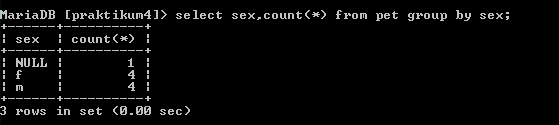 MariaDB [praktikum4]> select sex,count(*) from pet group by sex;
+------+----------+
| sex  | count(*) |
+------+----------+
| NULL |        1 |
| f    |        4 |
| m    |        4 |
+------+----------+
3 rows in set (0.00 sec)